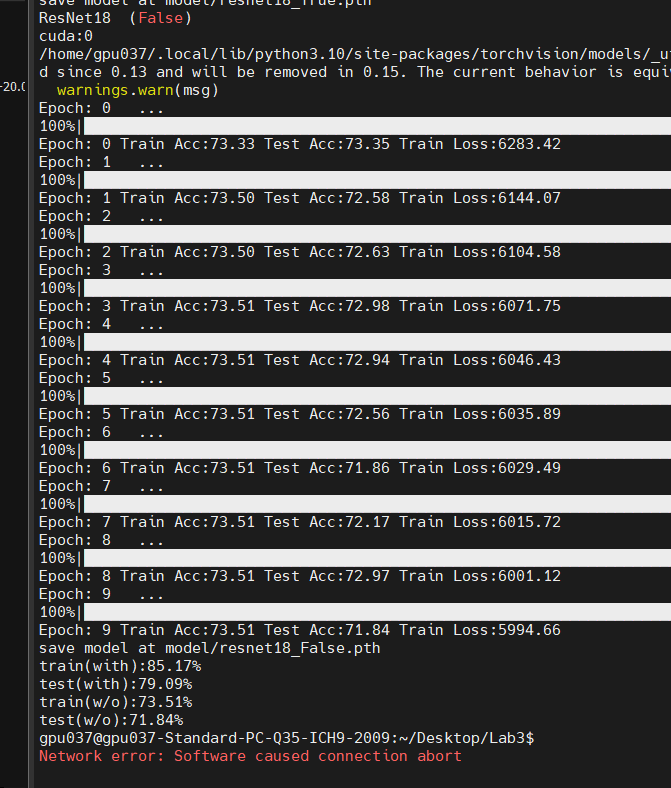 save model at model/resnet18_True.pth
ResNet18  (False)
cuda:0
/home/gpu037/.local/lib/python3.10/site-packages/torchvision/models/_u
d since 0.13 and will be removed in 0.15. The current behavior is equi
-20.0
  warnings.warn(msg)
Epoch: 0   ...
100%|
Epoch: 0 Train Acc:73.33 Test Acc:73.35 Train Loss:6283.42
Epoch: 1   ...
100%|
Epoch: 1 Train Acc:73.50 Test Acc:72.58 Train Loss:6144.07
Epoch: 2   ...
100%|
Epoch: 2 Train Acc:73.50 Test Acc:72.63 Train Loss:6104.58
Epoch: 3   ...
100%|
Epoch: 3 Train Acc:73.51 Test Acc:72.98 Train Loss:6071.75
Epoch: 4   ...
100%|
Epoch: 4 Train Acc:73.51 Test Acc:72.94 Train Loss:6046.43
Epoch: 5   ...
100%|
Epoch: 5 Train Acc:73.51 Test Acc:72.56 Train Loss:6035.89
Epoch: 6   ...
100%|
Epoch: 6 Train Acc:73.51 Test Acc:71.86 Train Loss:6029.49
Epoch: 7   ...
100%|
Epoch: 7 Train Acc:73.51 Test Acc:72.17 Train Loss:6015.72
Epoch: 8   ...
100%|
Epoch: 8 Train Acc:73.51 Test Acc:72.97 Train Loss:6001.12
Epoch: 9   ...
100%|
Epoch: 9 Train Acc:73.51 Test Acc:71.84 Train Loss:5994.66
save model at model/resnet18_False.pth
train(with):85.17%
test(with):79.09%
train(w/o):73.51%
test(w/o):71.84%
gpu037@gpu037-Standard-PC-Q35-ICH9-2009:~/Desktop/Lab3$
Network error: Software caused connection abort